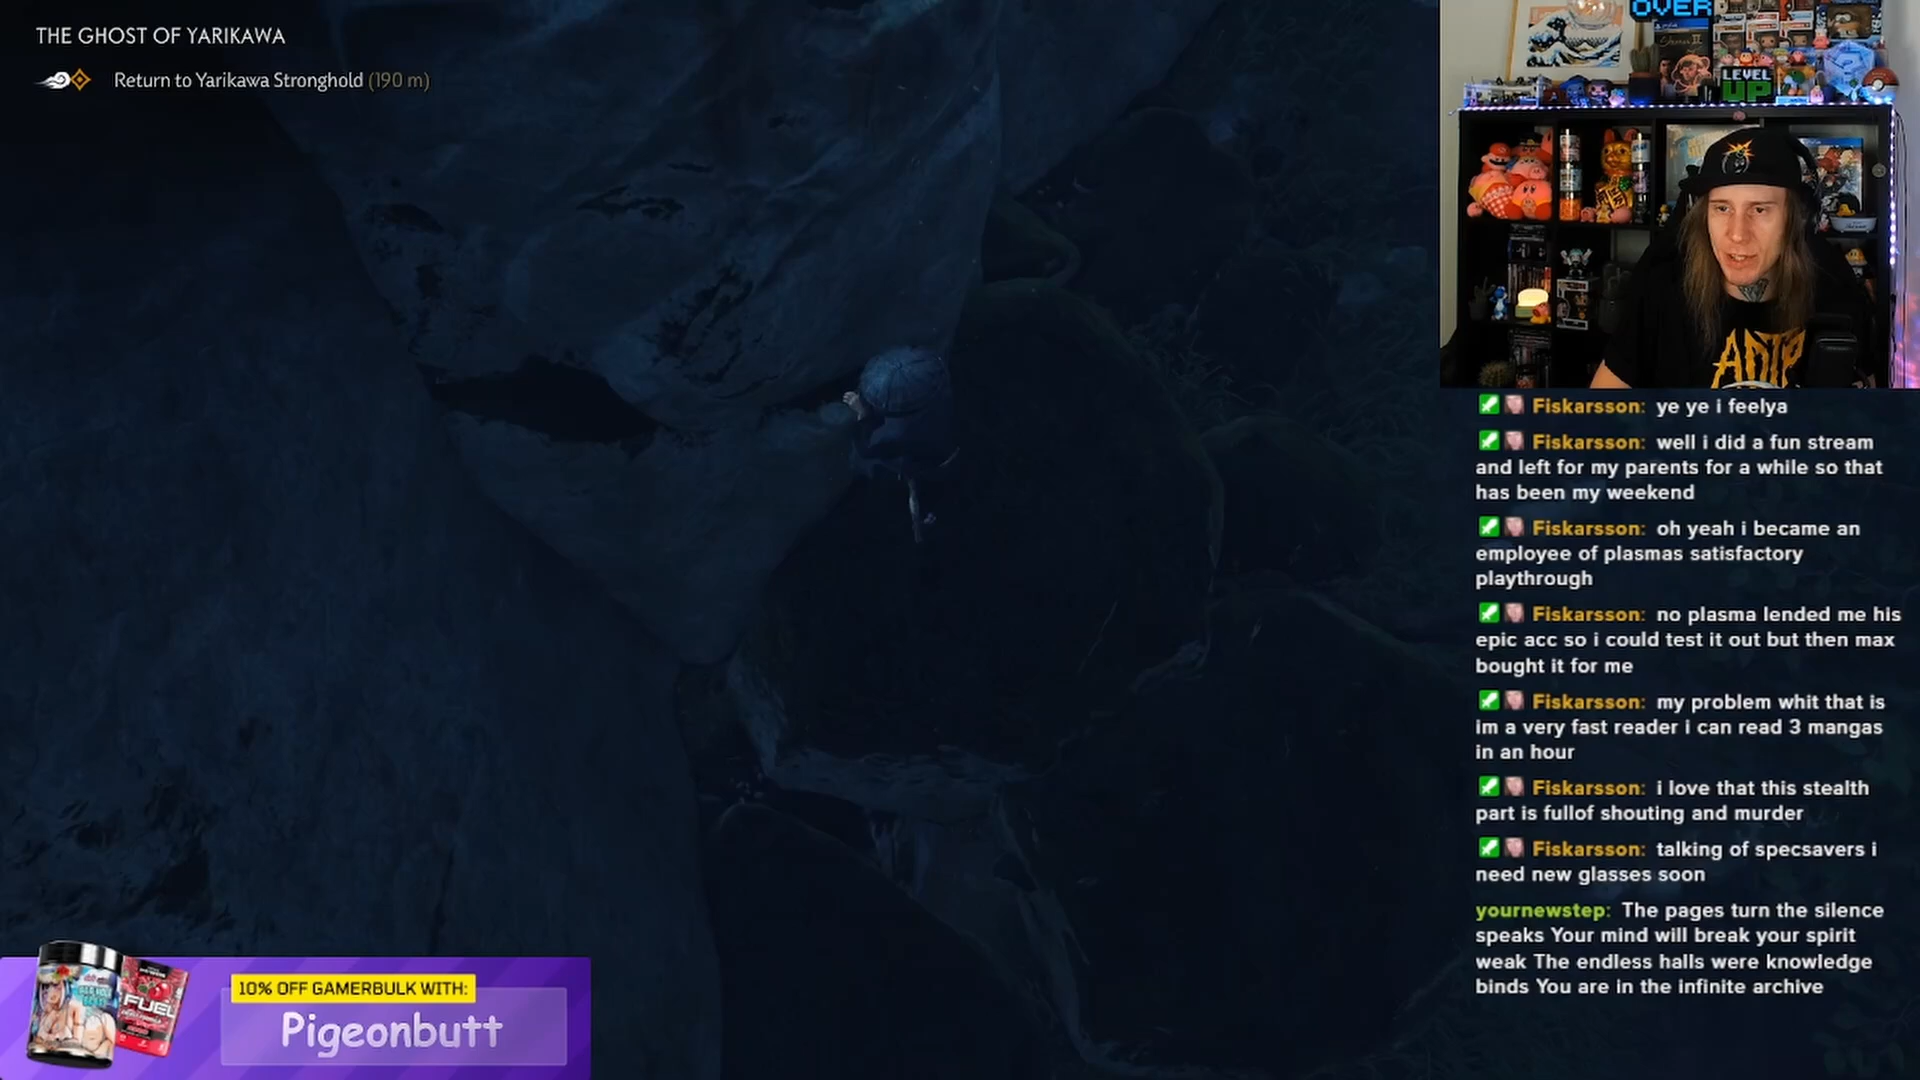 THE GHOST OF YARIKAWA
Return to Yarikawa Stronghold (190 m)
OVER
LEVEL
UP
Fiskarsson: ye ye i feelya
Fiskarsson: well i did a fun stream
and left for my parents for a while so that
has been my weekend
Fiskarsson: oh yeah i became an
employee of plasmas satisfactory
playthrough
Fiskarsson: no plasma lended me his
epic acc so i could test it out but then max
bought it for me
Fiskarsson: my problem whit that is
im a very fast reader i can read 3 mangas
in an hour
Fiskarsson: i love that this stealth
part is fullof shouting and murder
Fiskarsson: talking of specsavers i
need new glasses soon
yournewstep: The pages turn the silence
speaks Your mind will break your spirit
weak The endless halls were knowledge
binds You are in the infinite archive
10% OFF GAMERBULK WITH:
Pigeonbutt
FUEL